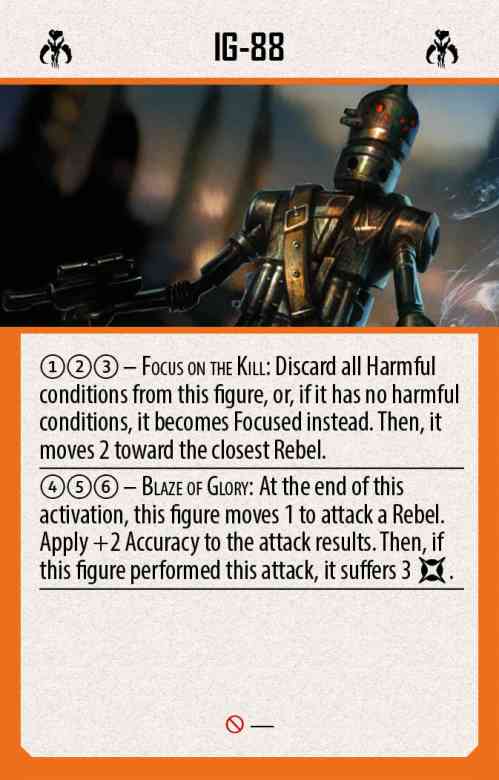 IG-88
①②③ – Focus on the Kill: Discard all Harmful
conditions from this figure, or, if it has no harmful
conditions, it becomes Focused instead. Then, it
moves 2 toward the closest Rebel.
④⑤⑥ – Blaze of Glory: At the end of this
activation, this figure moves 1 to attack a Rebel.
Apply +2 Accuracy to the attack results. Then, if
this figure performed this attack, it suffers 3 .
—